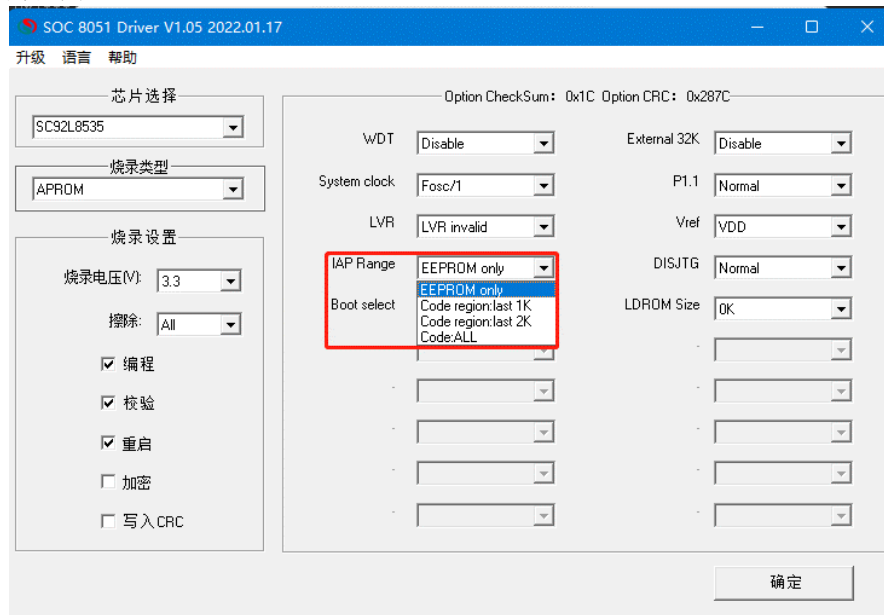 SOC 8051 Driver V1.05 2022.01.17
升级 语言 帮助
芯片选择
SC92L8535
烧录类型
APROM
烧录设置
烧录电压(V): 3.3
擦除: All
编程
校验
重启
加密
写入CRC
Option CheckSum: 0x1C Option CRC: 0x287C
WDT Disable External 32K Disable
System clock Fosc/1 P1.1 Normal
LVR LVR invalid Vref VDD
IAP Range EEPROM only DISJTG Normal
EEPROM only
Boot select Code region:last 1K LDROM Size 0K
Code region:last 2K
Code:ALL
确定